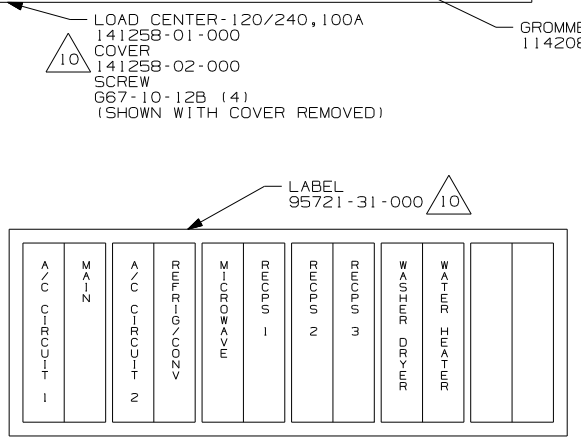 LOAD CENTER-120/240,100A
141258-01-000
COVER
10
141258-02-000
SCREW
G67-10-12B (4)
(SHOWN WITH COVER REMOVED)
GROMME
114208
LABEL
95721-31-000
10
A/C CIRCUIT 1
MAIN
A/C CIRCUIT 2
REFRIG/CONV
MICROWAVE
RECPS 1
RECPS 2
RECPS 3
WASHER DRYER
WATER HEATER